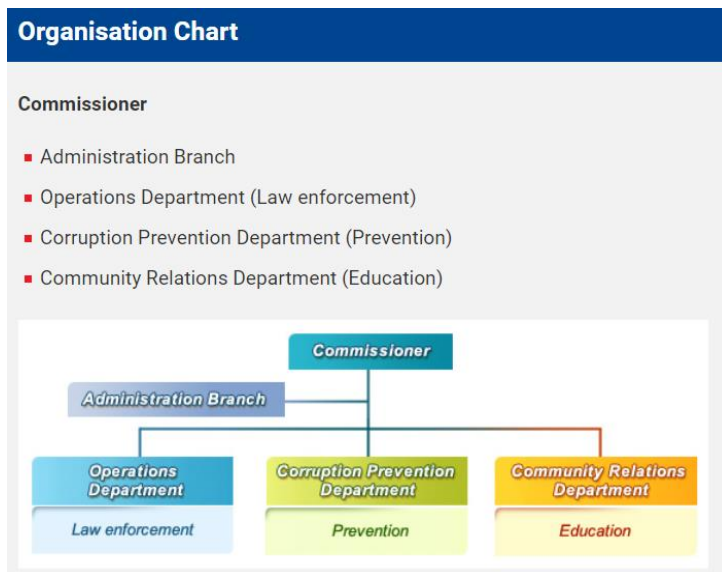 Organisation Chart
Commissioner
Administration Branch
Operations Department (Law enforcement)
Corruption Prevention Department (Prevention)
Community Relations Department (Education)
Commissioner
Administration Branch
Operations
Department
Law enforcement
Corruption Prevention
Department
Prevention
Community Relations
Department
Education